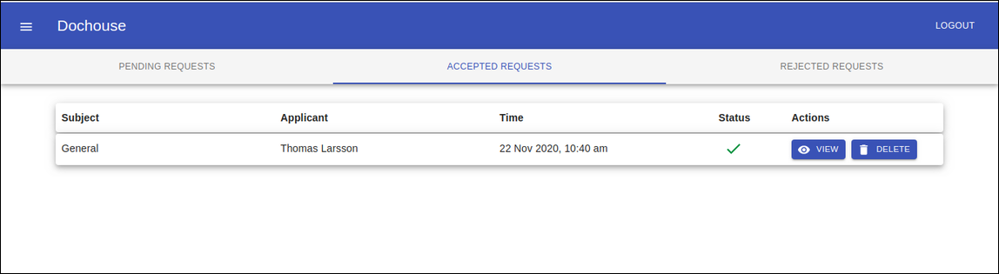 Dochouse LOGOUT
PENDING REQUESTS ACCEPTED REQUESTS REJECTED REQUESTS
Subject Applicant Time Status Actions
General Thomas Larsson 22 Nov 2020, 10:40 am VIEW DELETE